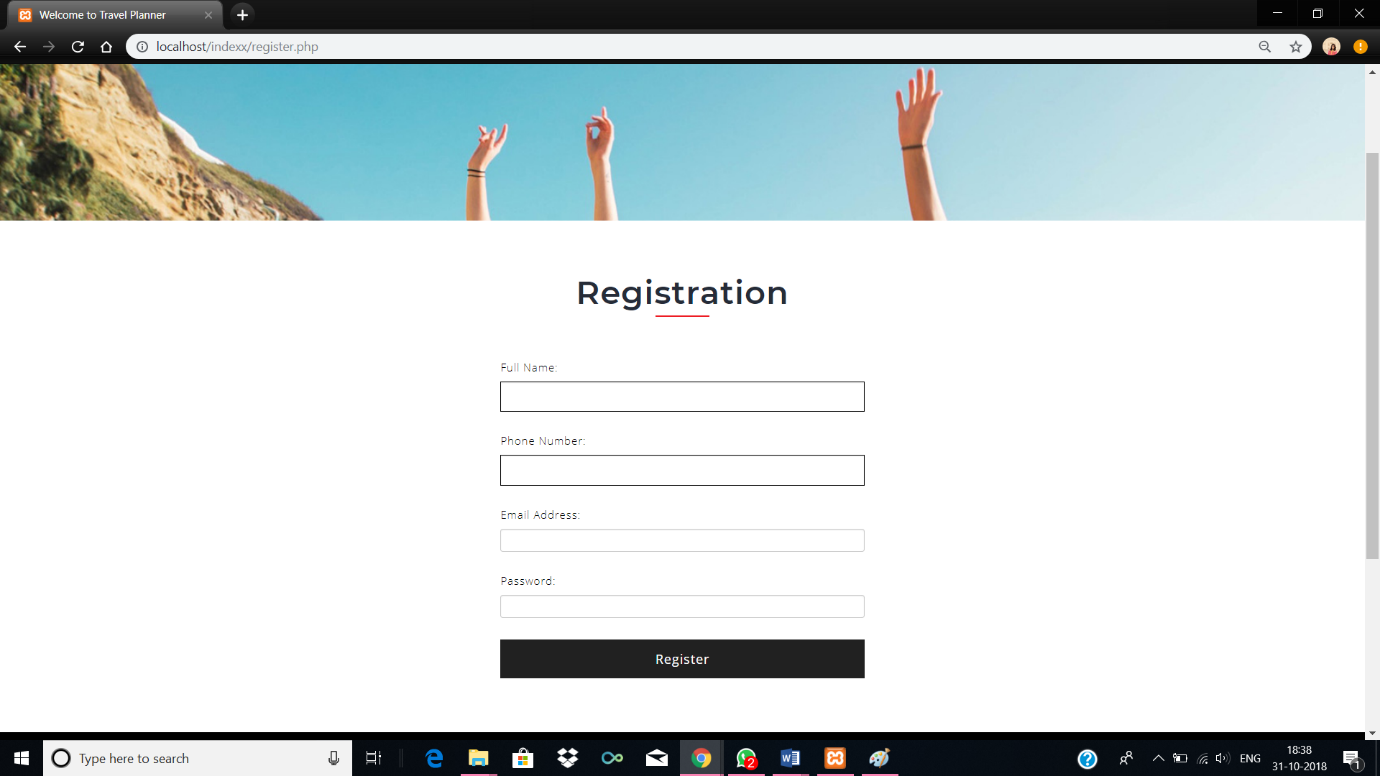 Welcome to Travel Planner
localhost/indexx/register.php
Registration
Full Name:
Phone Number:
Email Address:
Password:
Register
Type here to search
2
ENG
18:38
31-10-2018
1